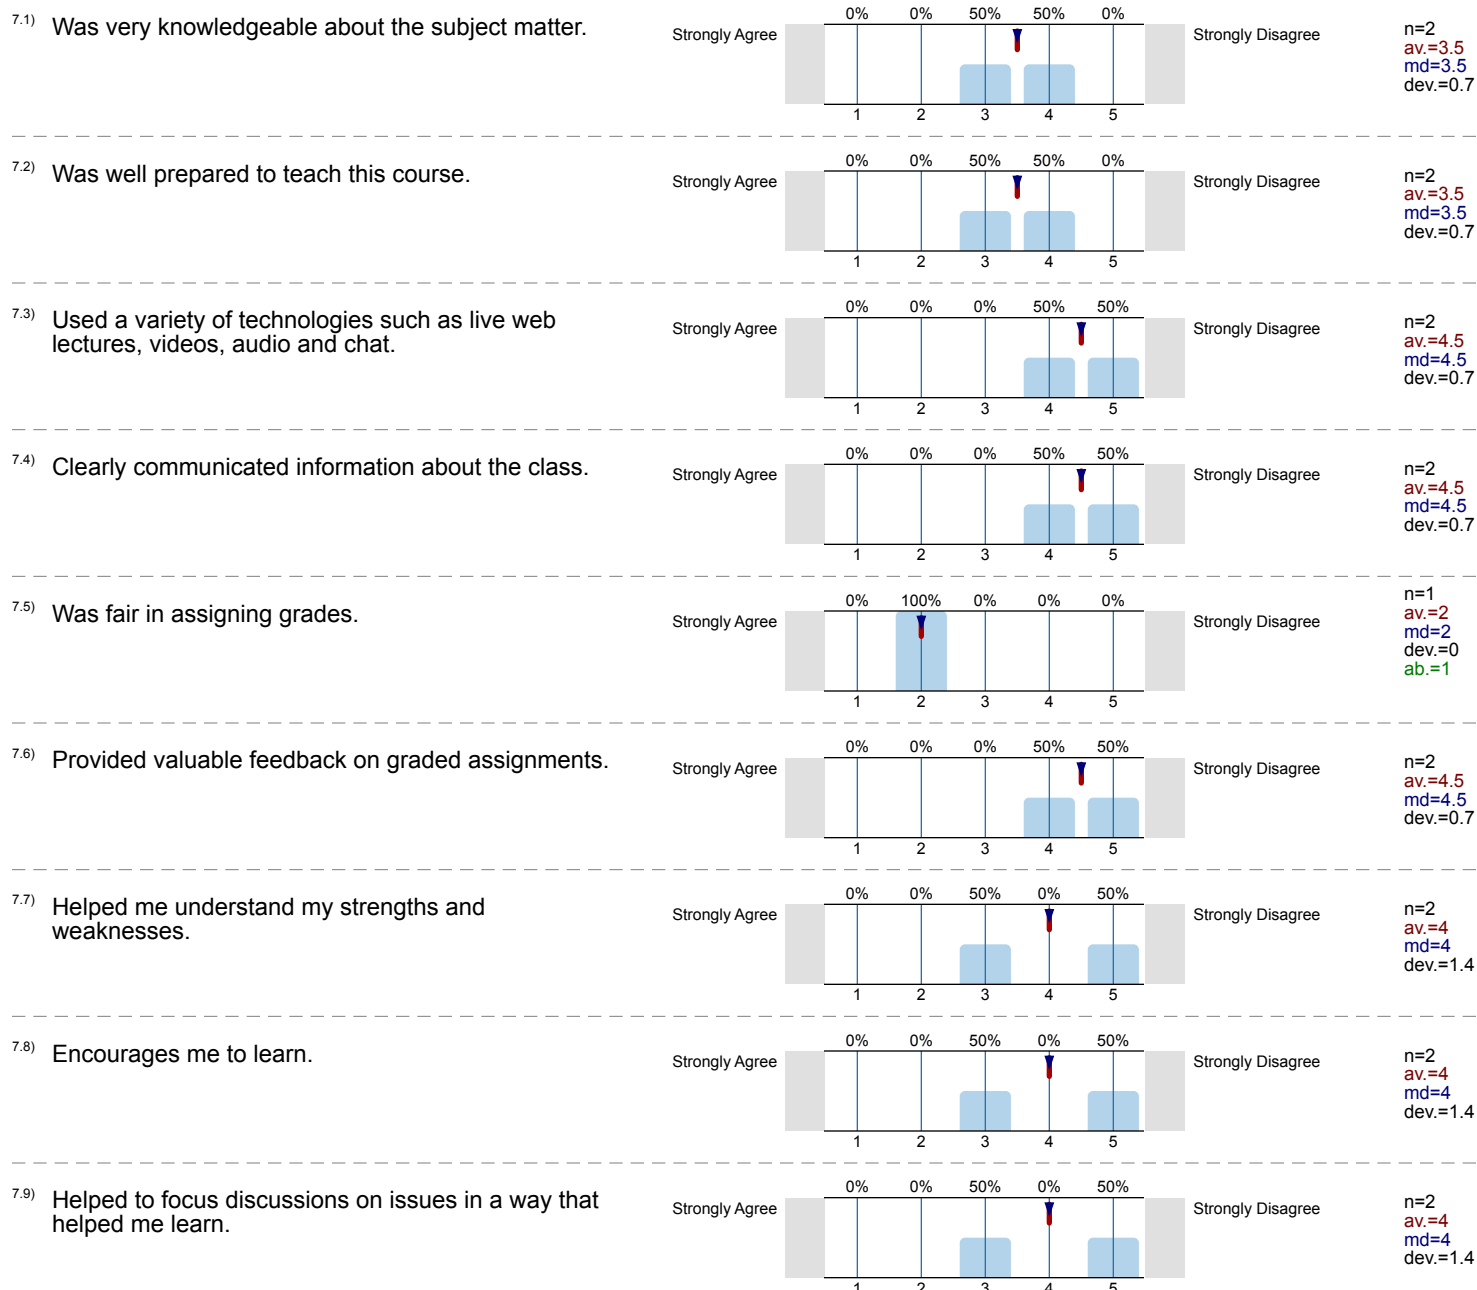 7.1) Was very knowledgeable about the subject matter.
Strongly Agree
0% 0% 50% 50% 0%
1 2 3 4 5
Strongly Disagree
n=2
av.=3.5
md=3.5
dev.=0.7
7.2) Was well prepared to teach this course.
Strongly Agree
0% 0% 50% 50% 0%
1 2 3 4 5
Strongly Disagree
n=2
av.=3.5
md=3.5
dev.=0.7
7.3) Used a variety of technologies such as live web
lectures, videos, audio and chat.
Strongly Agree
0% 0% 0% 50% 50%
1 2 3 4 5
Strongly Disagree
n=2
av.=4.5
md=4.5
dev.=0.7
7.4) Clearly communicated information about the class.
Strongly Agree
0% 0% 0% 50% 50%
1 2 3 4 5
Strongly Disagree
n=2
av.=4.5
md=4.5
dev.=0.7
7.5) Was fair in assigning grades.
Strongly Agree
0% 100% 0% 0% 0%
1 2 3 4 5
Strongly Disagree
n=1
av.=2
md=2
dev.=0
ab.=1
7.6) Provided valuable feedback on graded assignments.
Strongly Agree
0% 0% 0% 50% 50%
1 2 3 4 5
Strongly Disagree
n=2
av.=4.5
md=4.5
dev.=0.7
7.7) Helped me understand my strengths and
weaknesses.
Strongly Agree
0% 0% 50% 0% 50%
1 2 3 4 5
Strongly Disagree
n=2
av.=4
md=4
dev.=1.4
7.8) Encourages me to learn.
Strongly Agree
0% 0% 50% 0% 50%
1 2 3 4 5
Strongly Disagree
n=2
av.=4
md=4
dev.=1.4
7.9) Helped to focus discussions on issues in a way that
helped me learn.
Strongly Agree
0% 0% 50% 0% 50%
1 2 3 4 5
Strongly Disagree
n=2
av.=4
md=4
dev.=1.4